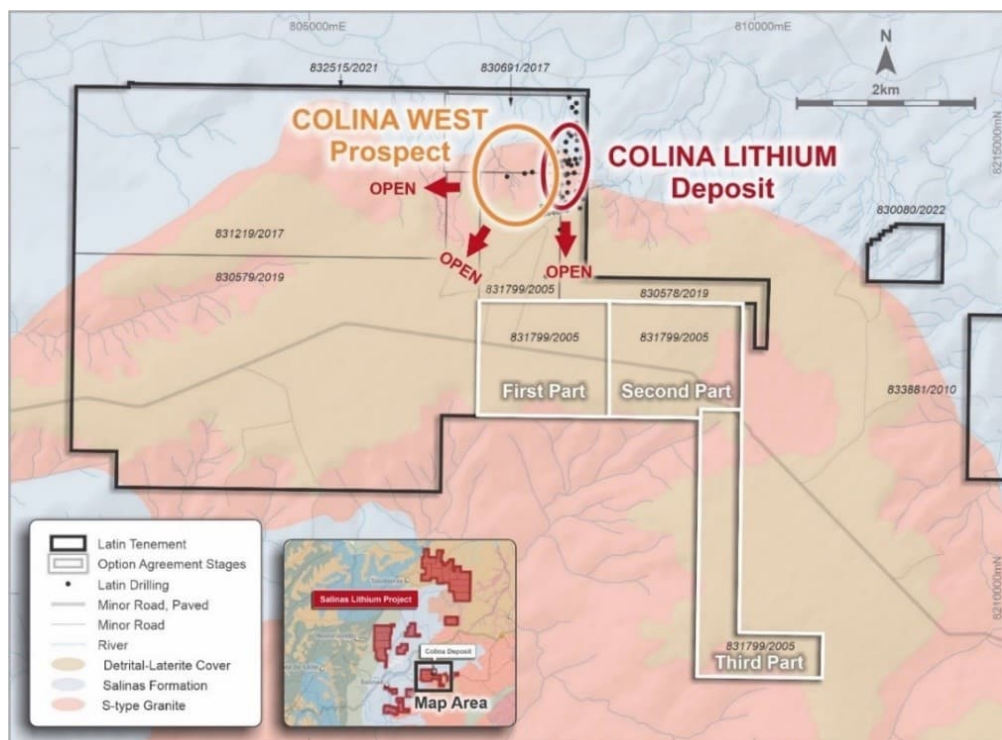 805000mE
810000mE
832515/2021
830691/2017
N
2km
8215000mN
COLINA WEST
Prospect
COLINA LITHIUM
Deposit
OPEN
830080/2022
831219/2017
OPEN
OPEN
830579/2019
831799/2005
830578/2019
831799/2005
831799/2005
First Part
Second Part
833881/2010
Latin Tenement
Option Agreement Stages
Latin Drilling
Minor Road, Paved
Minor Road
River
Detrital-Laterite Cover
Salinas Formation
S-type Granite
Salinas Lithium Project
Colina Deposit
Map Area
8210000mN
831799/2005
Third Part